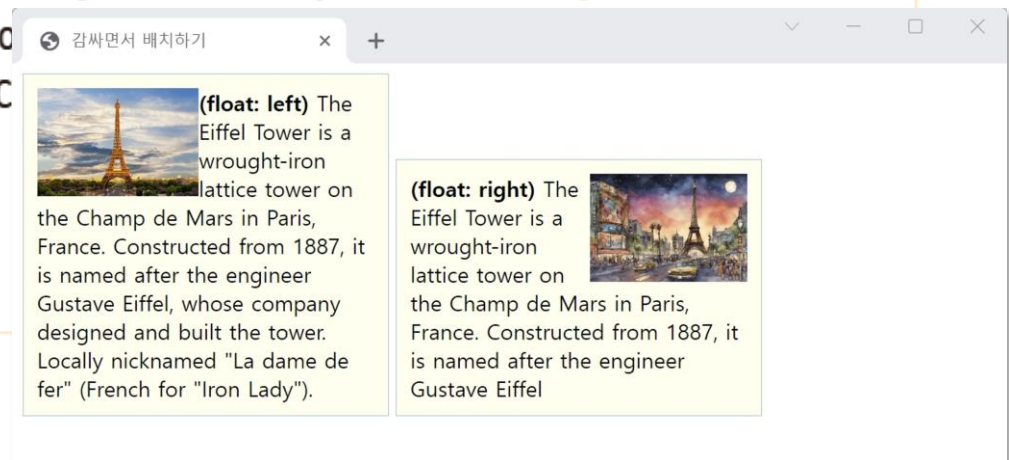 감싸면서 배치하기
(float: left) The
Eiffel Tower is a
wrought-iron
lattice tower on
the Champ de Mars in Paris,
France. Constructed from 1887, it
is named after the engineer
Gustave Eiffel, whose company
designed and built the tower.
Locally nicknamed "La dame de
fer" (French for "Iron Lady").
(float: right) The
Eiffel Tower is a
wrought-iron
lattice tower on
the Champ de Mars in Paris,
France. Constructed from 1887, it
is named after the engineer
Gustave Eiffel